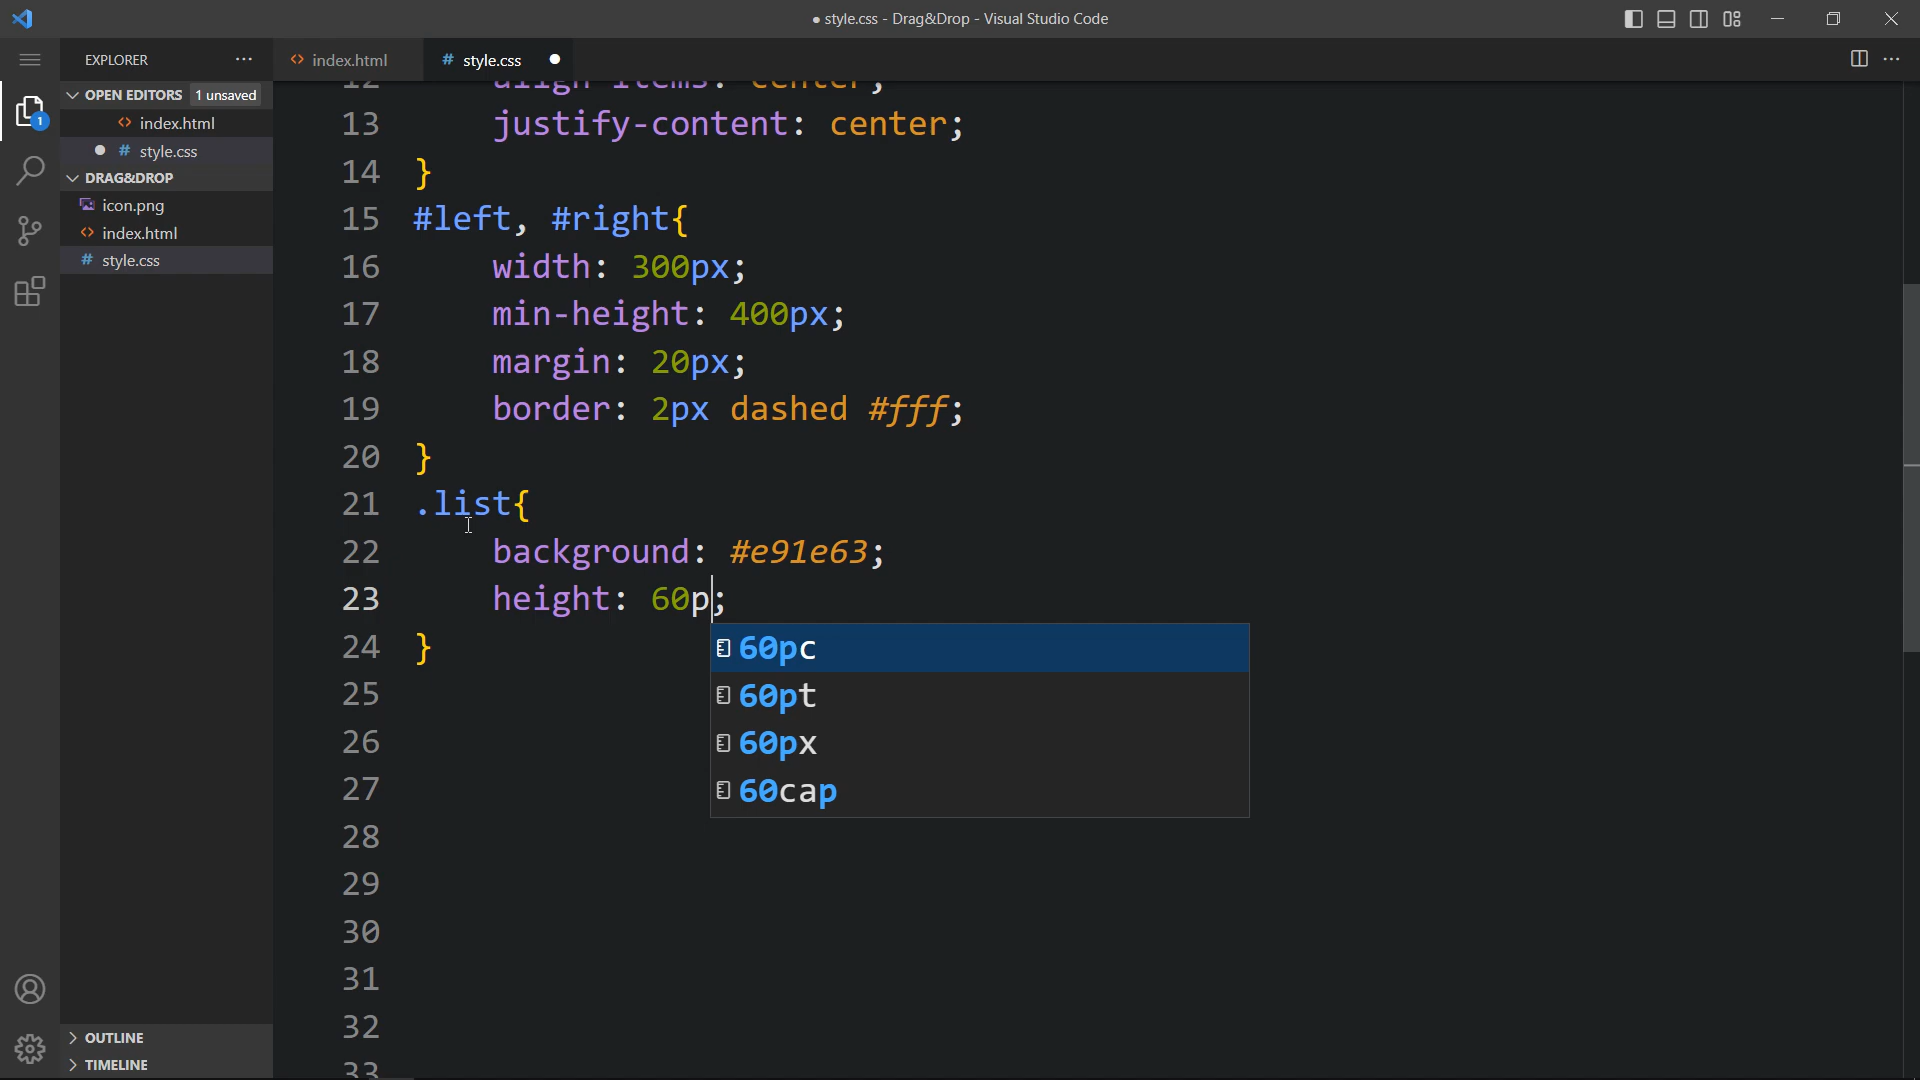 ● style.css - Drag&Drop - Visual Studio Code
EXPLORER
index.html
# style.css
OPEN EDITORS 1 unsaved
index.html
# style.css
DRAG&DROP
icon.png
index.html
# style.css
1
OUTLINE
TIMELINE
12 align-items: center;
13 justify-content: center;
14 }
15 #left, #right{
16 width: 300px;
17 min-height: 400px;
18 margin: 20px;
19 border: 2px dashed #fff;
20 }
21 .list{
22 background: #e91e63;
23 height: 60p;
24 }
60pc
60pt
60px
60cap
25
26
27
28
29
30
31
32
33